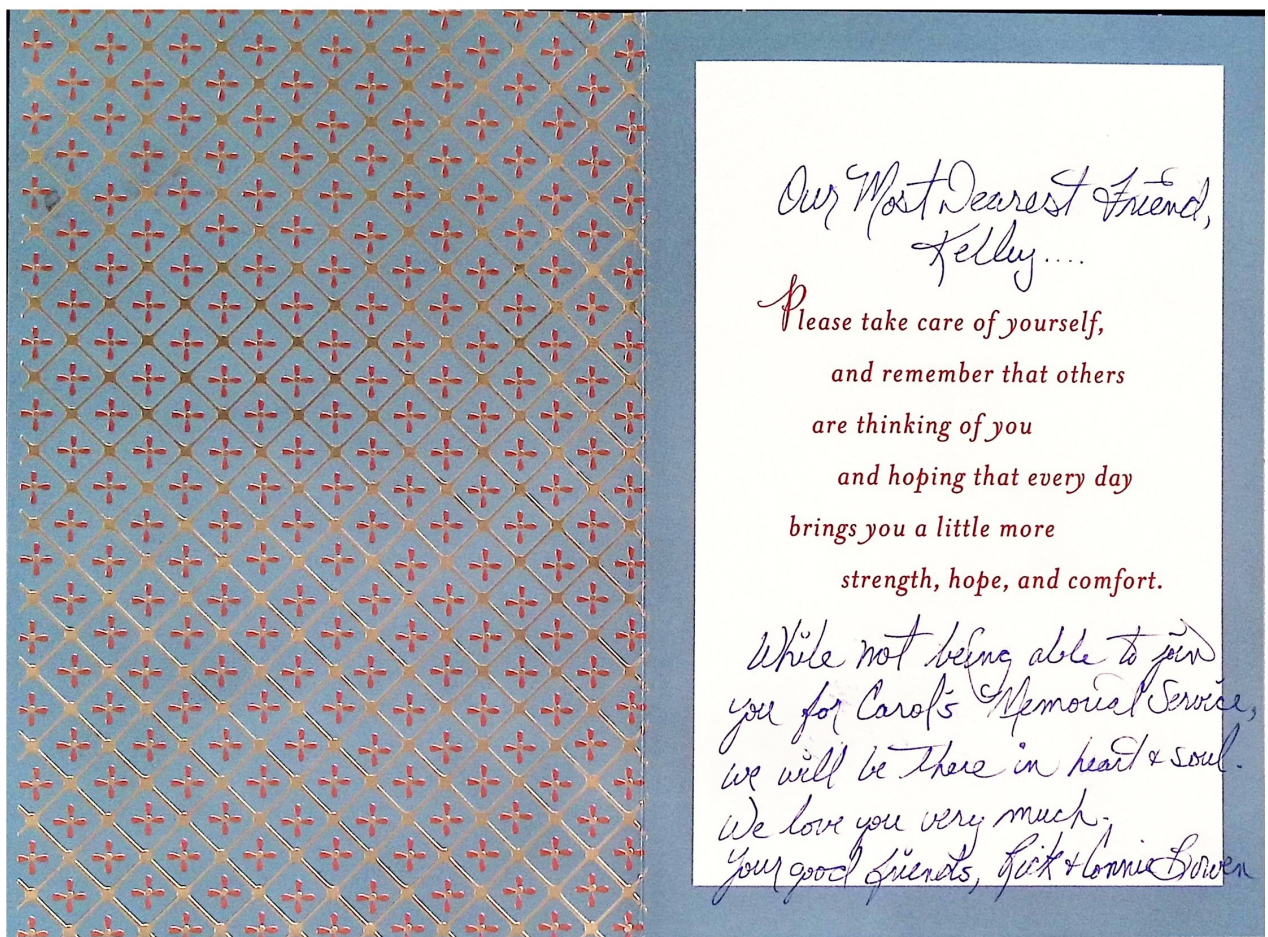 Our Most Dearest Friend,
Kelley....
Please take care of yourself,
and remember that others
are thinking of you
and hoping that every day
brings you a little more
strength, hope, and comfort.
While not being able to join
you for Carol's Memorial Service,
we will be there in heart & soul.
We love you very much.
Your good friends, Rick & Connie Bowen